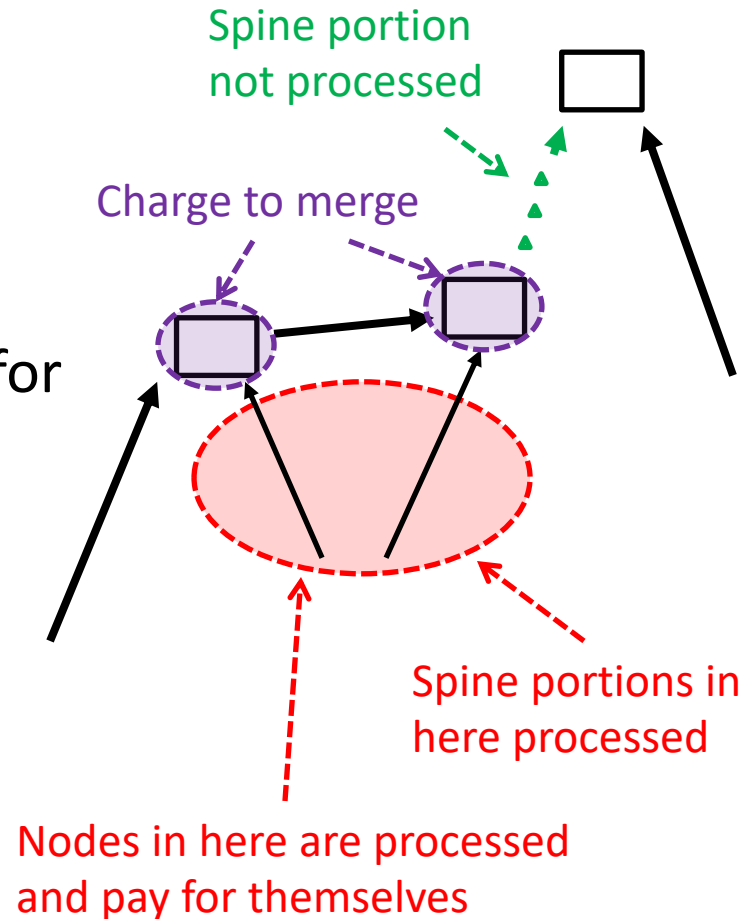 Spine portion
not processed
Charge to merge
for
Spine portions in
here processed
Nodes in here are processed
and pay for themselves